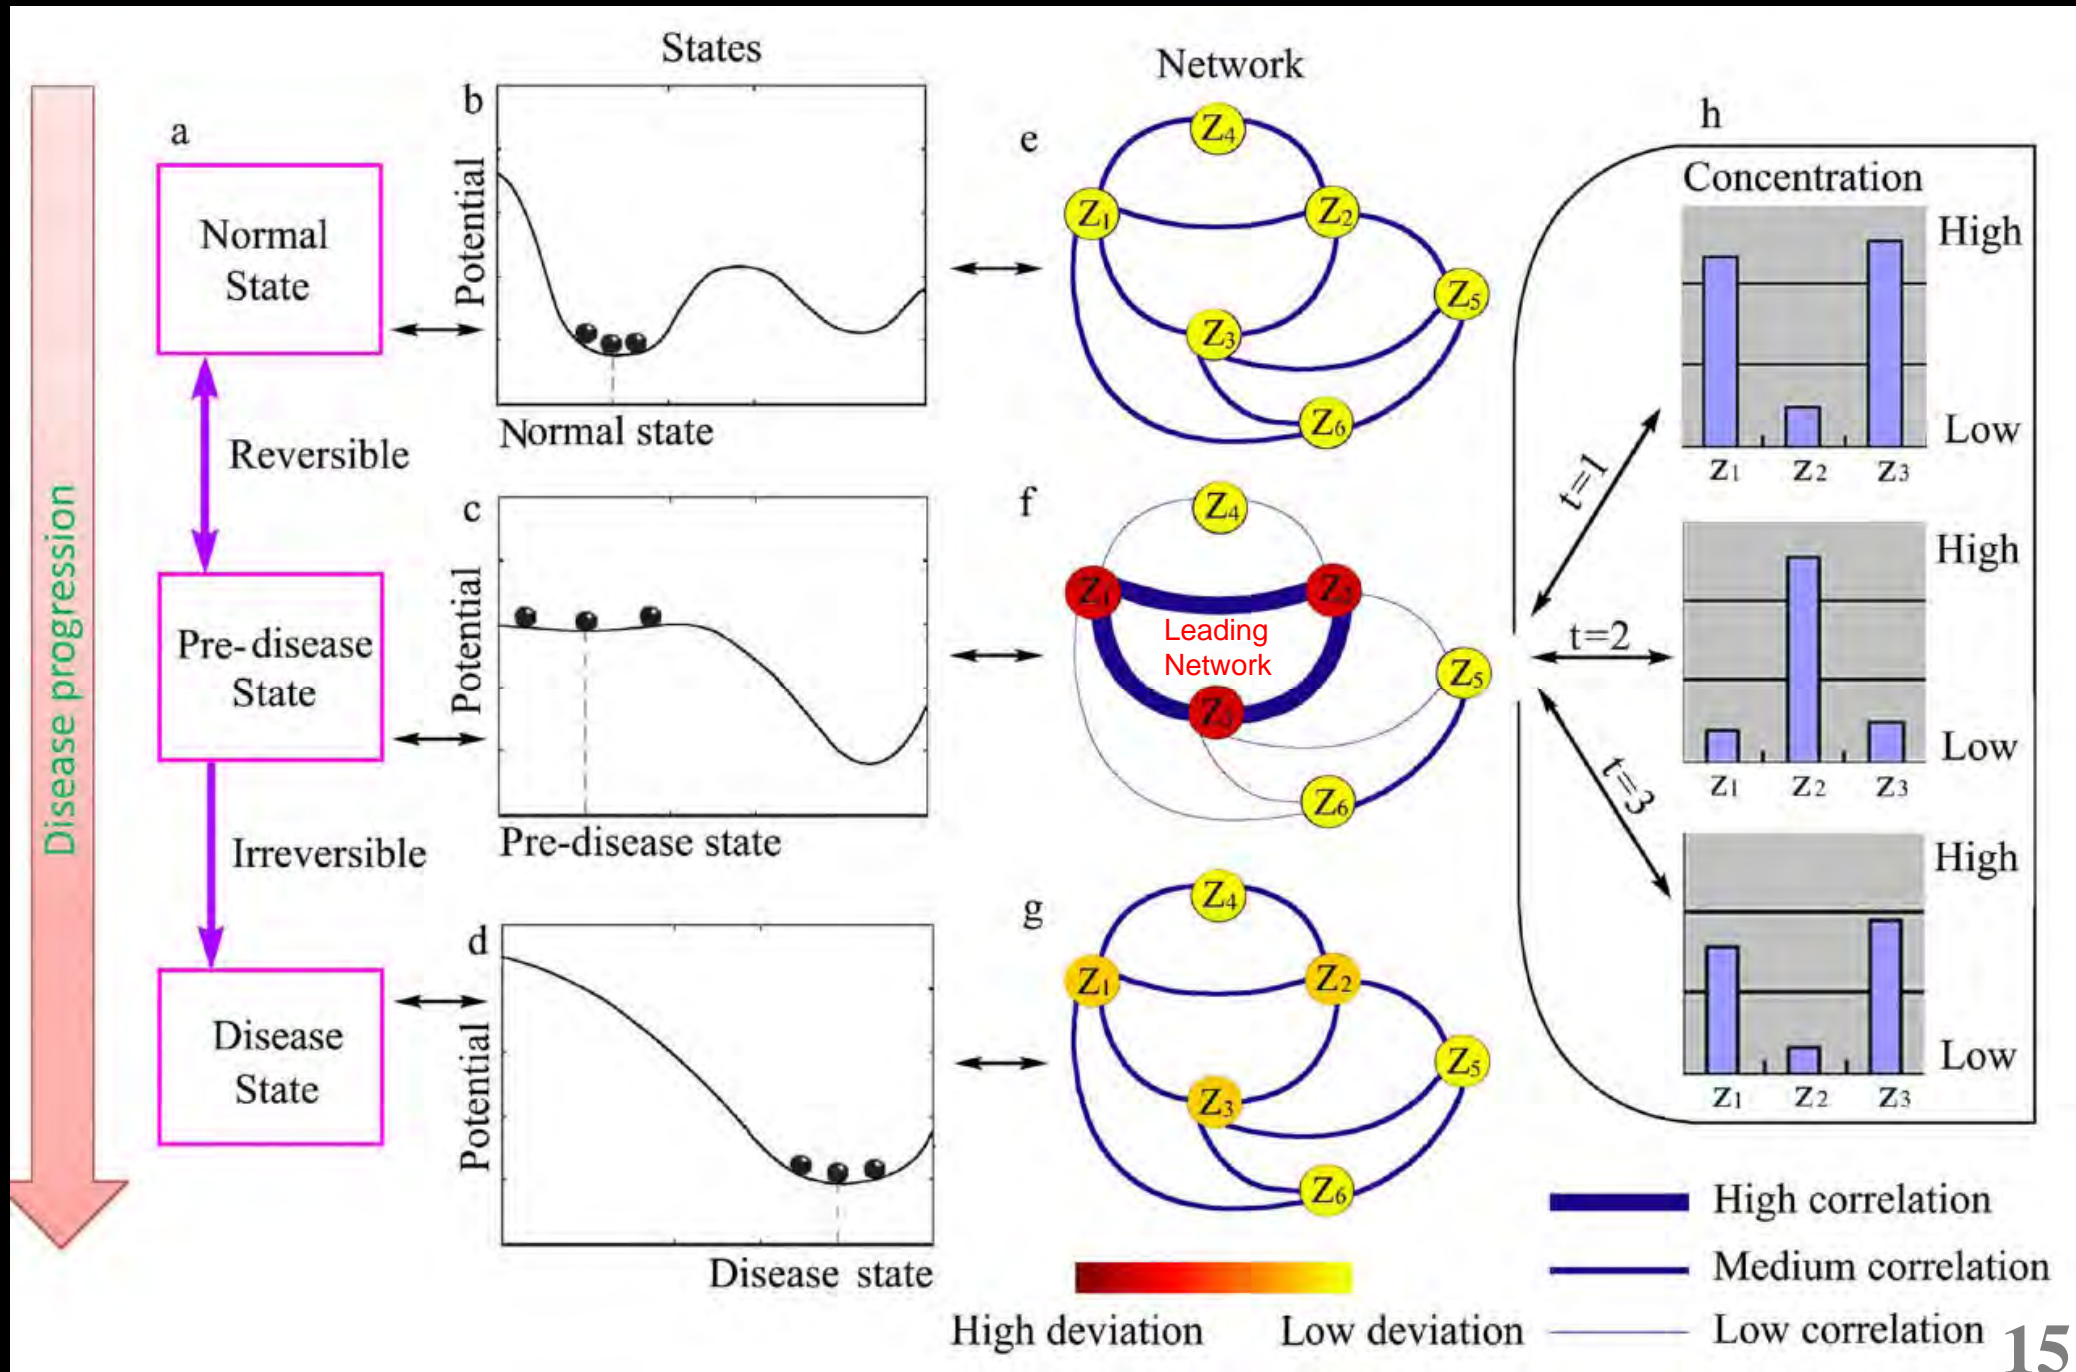 States
Network
Disease progression
a
Normal
State
Reversible
Pre-disease
State
Irreversible
Disease
State
b
Potential
Normal state
c
Potential
Pre-disease state
d
Potential
Disease state
e
Z4
Z1
Z2
Z5
Z3
Z6
f
Z4
Z1
Z2
Leading
Network
Z5
Z3
Z6
g
Z4
Z1
Z2
Z5
Z3
Z6
h
Concentration
High
Low
Z1 Z2 Z3
t=1
High
Low
Z1 Z2 Z3
t=2
High
Low
Z1 Z2 Z3
t=3
High deviation Low deviation
High correlation
Medium correlation
Low correlation
15